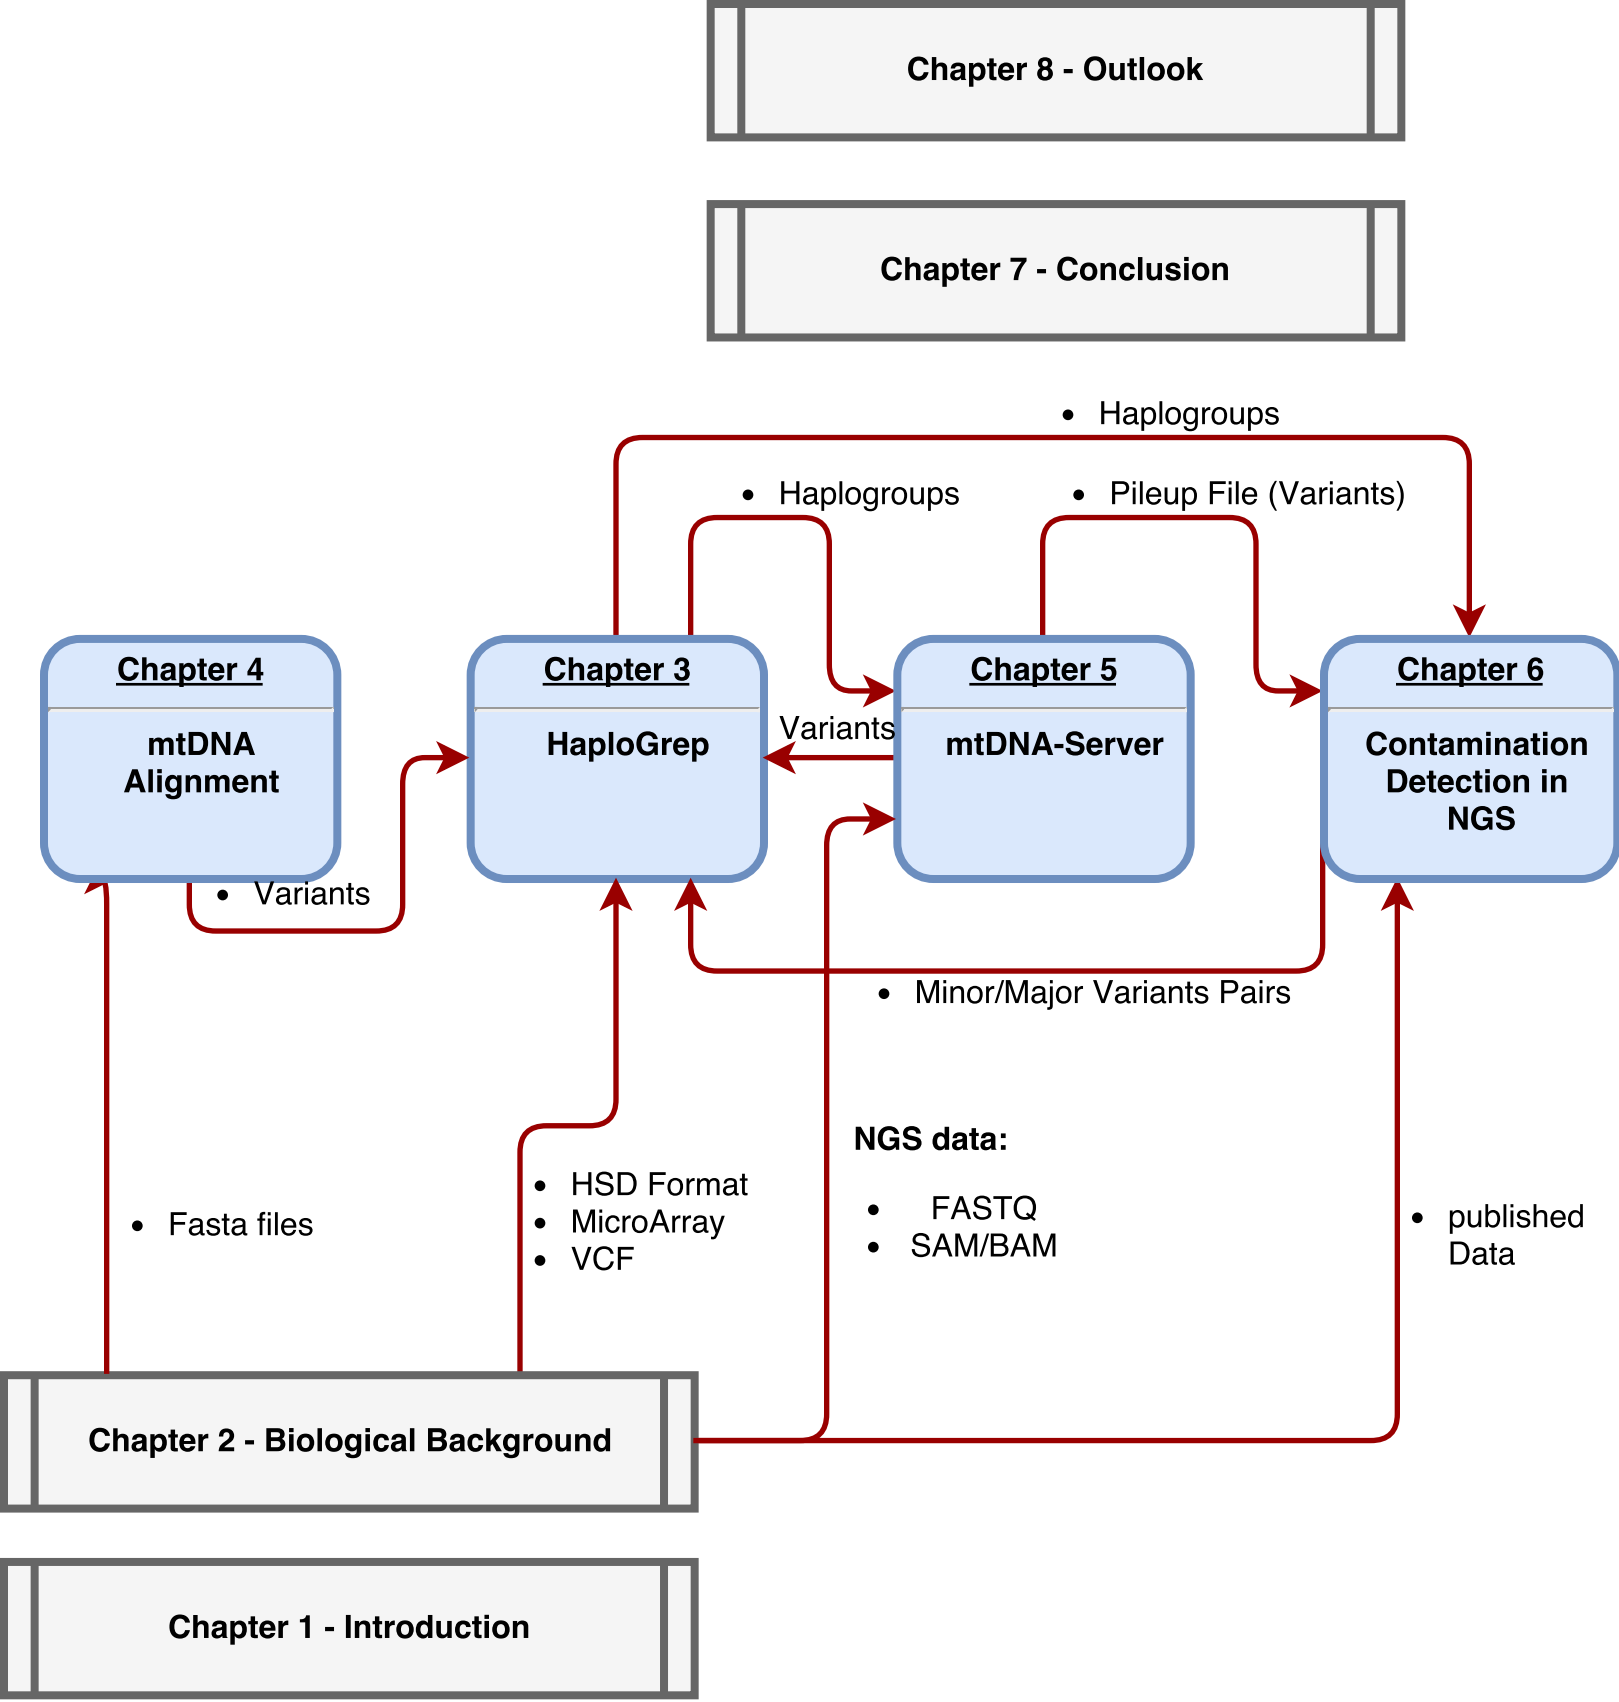 Chapter 8 - Outlook
Chapter 7 - Conclusion
• Haplogroups
• Haplogroups
• Pileup File (Variants)
Chapter 4
mtDNA
Alignment
Chapter 3
HaploGrep
Variants
Chapter 5
mtDNA-Server
Chapter 6
Contamination
Detection in
NGS
• Variants
• Minor/Major Variants Pairs
• Fasta files
• HSD Format
• MicroArray
• VCF
NGS data:
• FASTQ
• SAM/BAM
• published
Data
Chapter 2 - Biological Background
Chapter 1 - Introduction